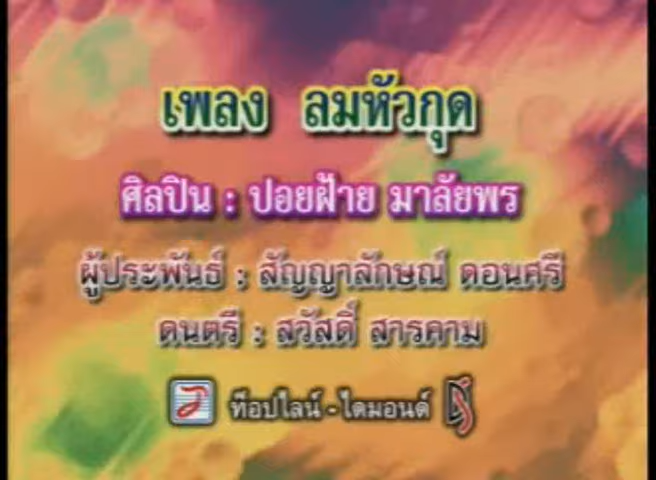 เพลง ลมหัวกุด
ศิลปิน : ปอยฝ้าย มาลัยพร
ผู้ประพันธ์ : สัญญาลักษณ์ ดอนศรี
ดนตรี : สวัสดิ์ สารคาม
ท๊อปไลน์ - ไดมอนด์